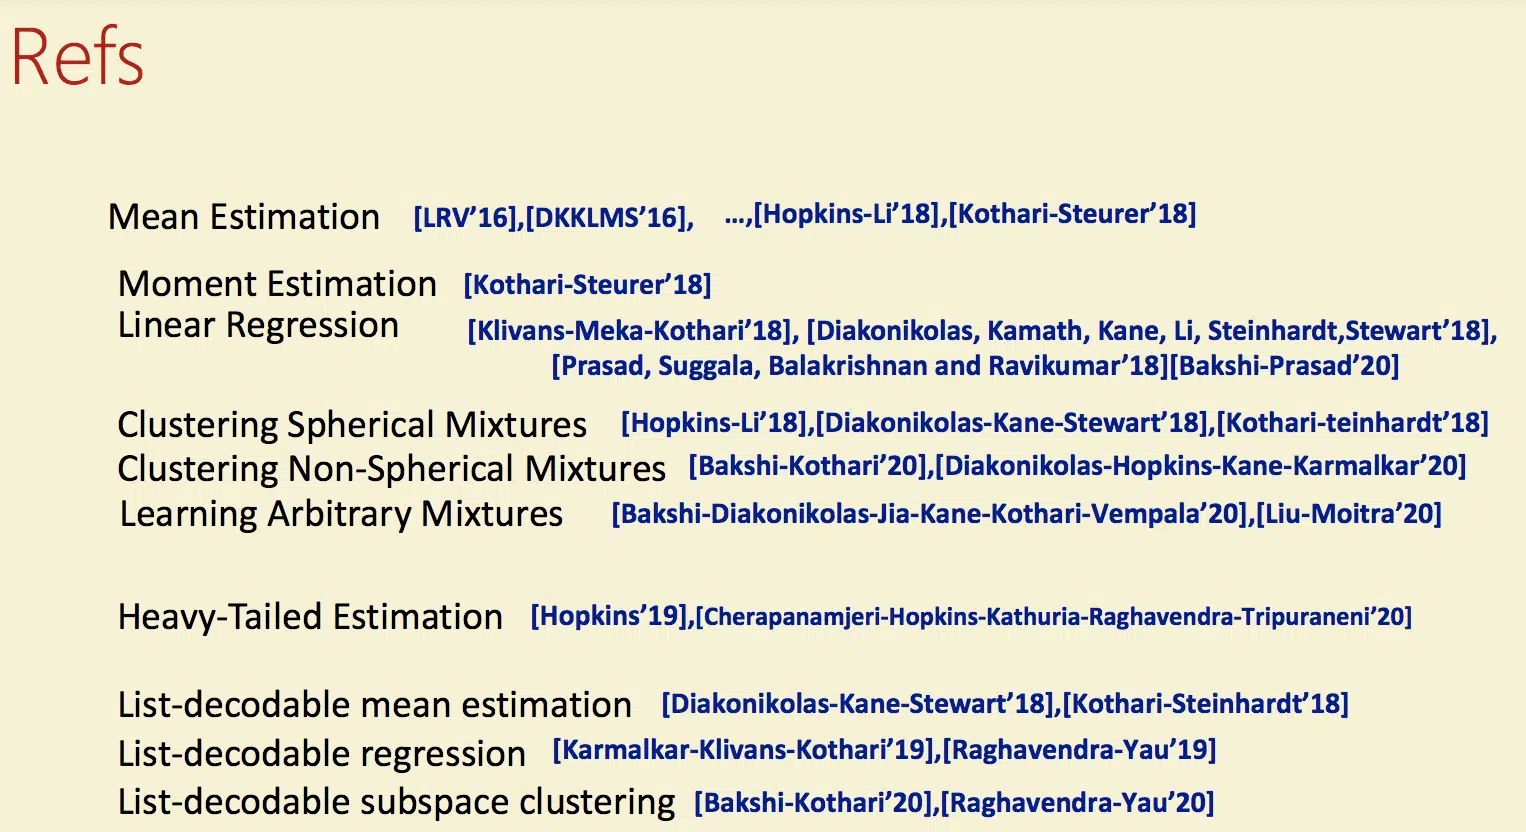 Refs
Mean Estimation [LRV’16],[DKKLMS’16], …,[Hopkins-Li’18],[Kothari-Steurer’18]
Moment Estimation [Kothari-Steurer’18]
Linear Regression [Klivans-Meka-Kothari’18], [Diakonikolas, Kamath, Kane, Li, Steinhardt,Stewart’18],
[Prasad, Suggala, Balakrishnan and Ravikumar’18][Bakshi-Prasad’20]
Clustering Spherical Mixtures [Hopkins-Li’18],[Diakonikolas-Kane-Stewart’18],[Kothari-teinhardt’18]
Clustering Non-Spherical Mixtures [Bakshi-Kothari’20],[Diakonikolas-Hopkins-Kane-Karmalkar’20]
Learning Arbitrary Mixtures [Bakshi-Diakonikolas-Jia-Kane-Kothari-Vempala’20],[Liu-Moitra’20]
Heavy-Tailed Estimation [Hopkins’19],[Cherapanamjeri-Hopkins-Kathuria-Raghavendra-Tripuraneni’20]
List-decodable mean estimation [Diakonikolas-Kane-Stewart’18],[Kothari-Steinhardt’18]
List-decodable regression [Karmalkar-Klivans-Kothari’19],[Raghavendra-Yau’19]
List-decodable subspace clustering [Bakshi-Kothari’20],[Raghavendra-Yau’20]